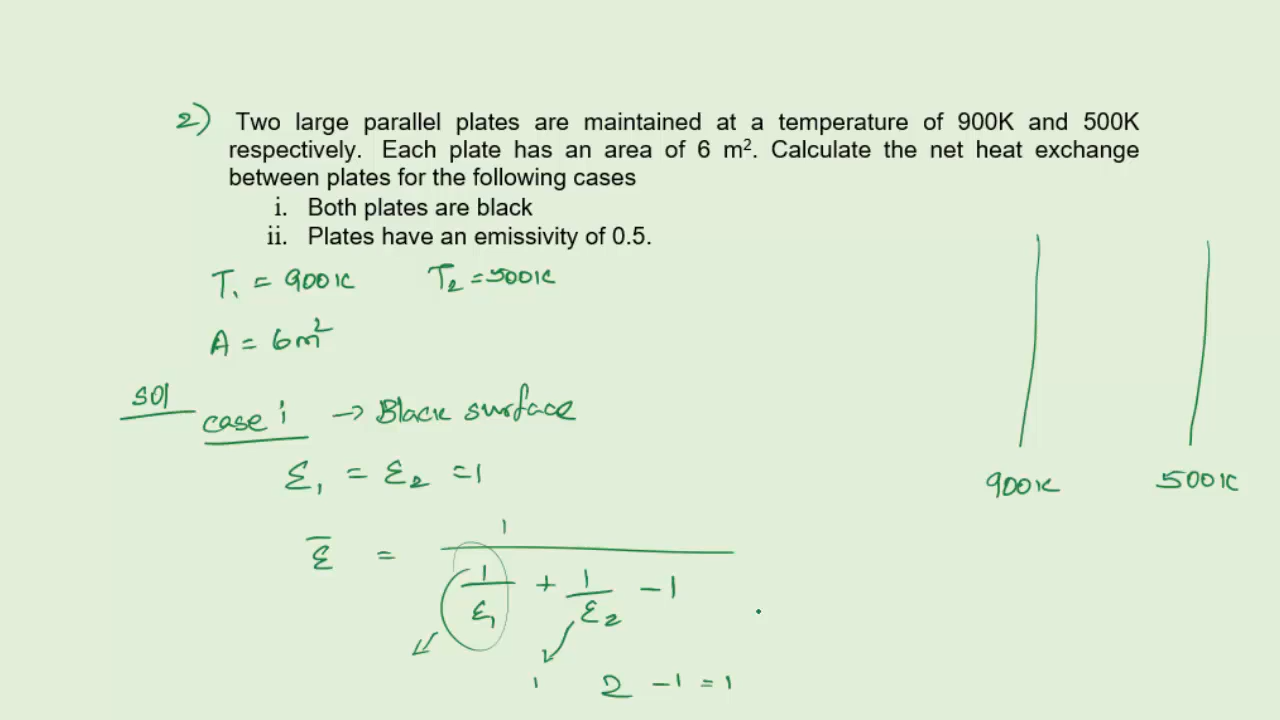 2) Two large parallel plates are maintained at a temperature of 900K and 500K
respectively. Each plate has an area of 6 m². Calculate the net heat exchange
between plates for the following cases
i. Both plates are black
ii. Plates have an emissivity of 0.5.
T₁ = 900K T₂ = 500K
A = 6m²
Sol
case i → Black surface
ε₁ = ε₂ = 1
900K 500K
1
ε̅ =
1/ε₁ + 1/ε₂ - 1
1 2 - 1 = 1